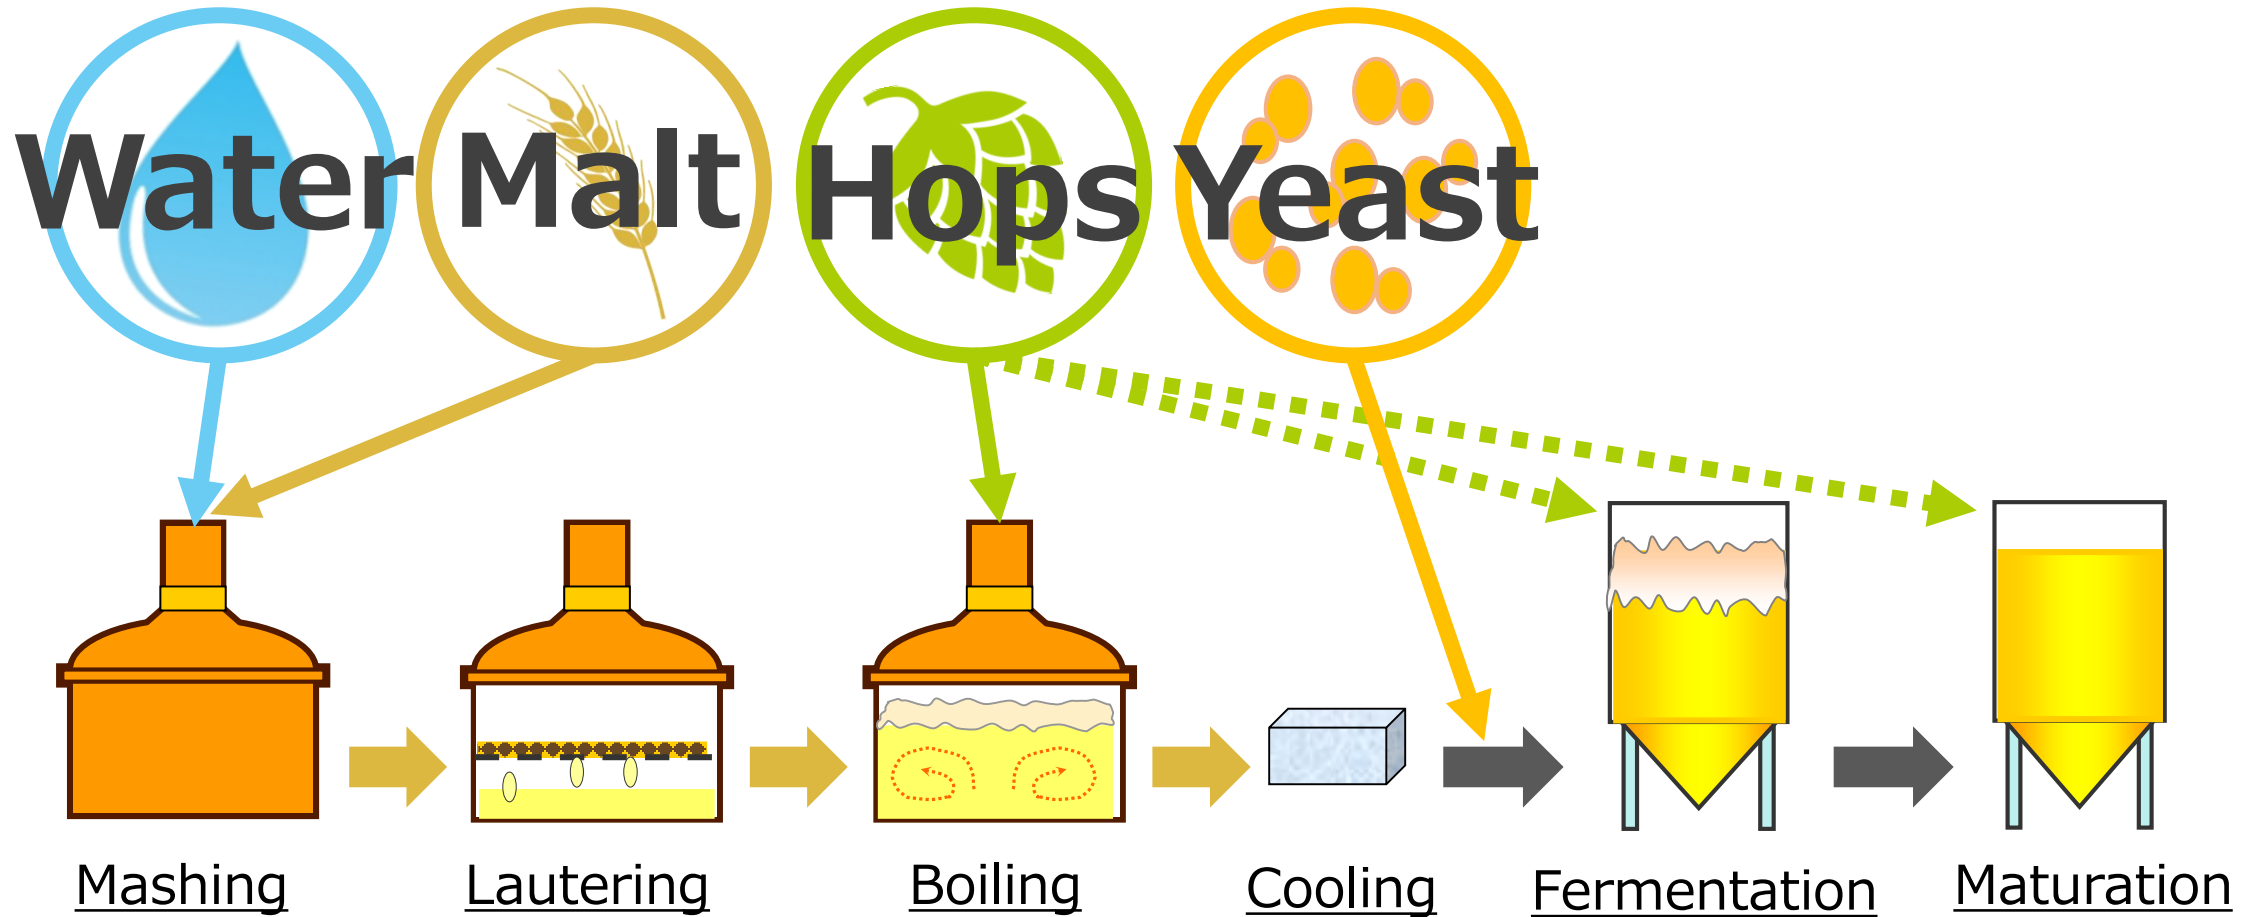 Water
Malt
Hops
Yeast
Mashing
Lautering
Boiling
Cooling
Fermentation
Maturation